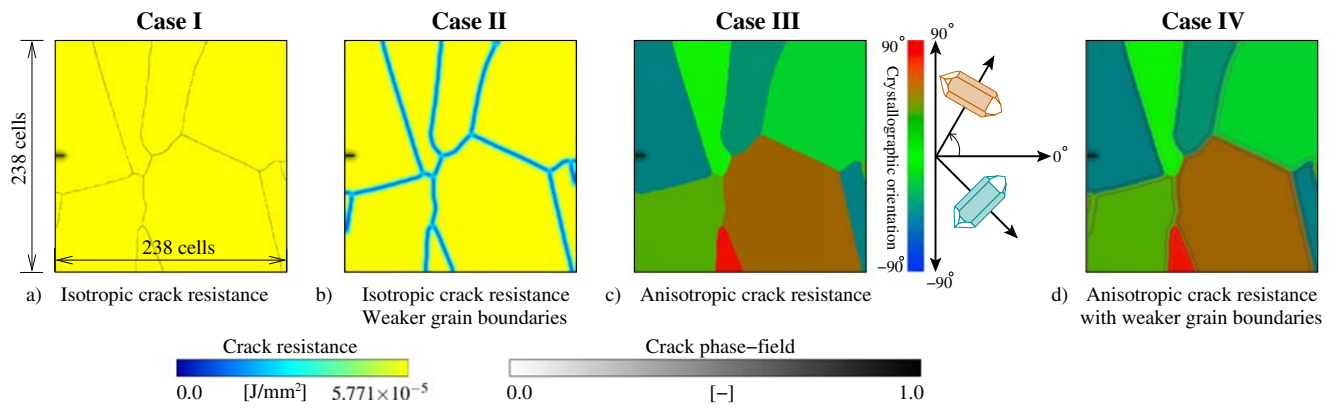 Case I
Case II
Case III
Case IV
238 cells
238 cells
90°
−90°
Crystallographic orientation
90°
0°
−90°
a) Isotropic crack resistance
b) Isotropic crack resistance
Weaker grain boundaries
c) Anisotropic crack resistance
d) Anisotropic crack resistance
with weaker grain boundaries
Crack resistance
0.0 [J/mm²] 5.771×10⁻⁵
Crack phase−field
0.0 [−] 1.0